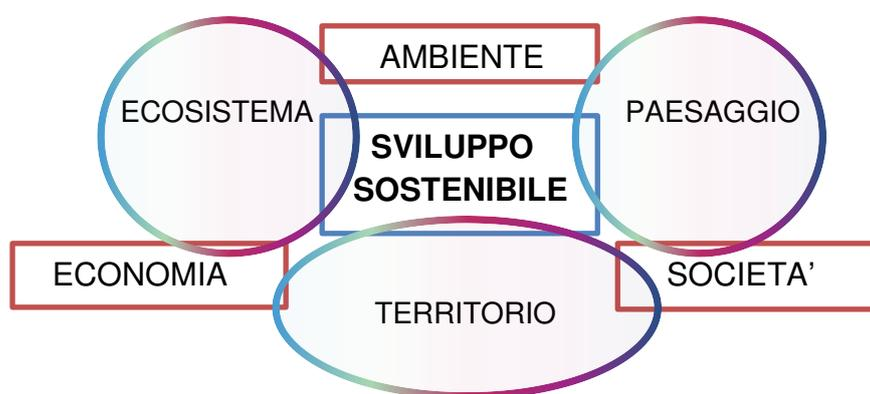 AMBIENTE
ECOSISTEMA
PAESAGGIO
SVILUPPO
SOSTENIBILE
ECONOMIA
SOCIETA’
TERRITORIO